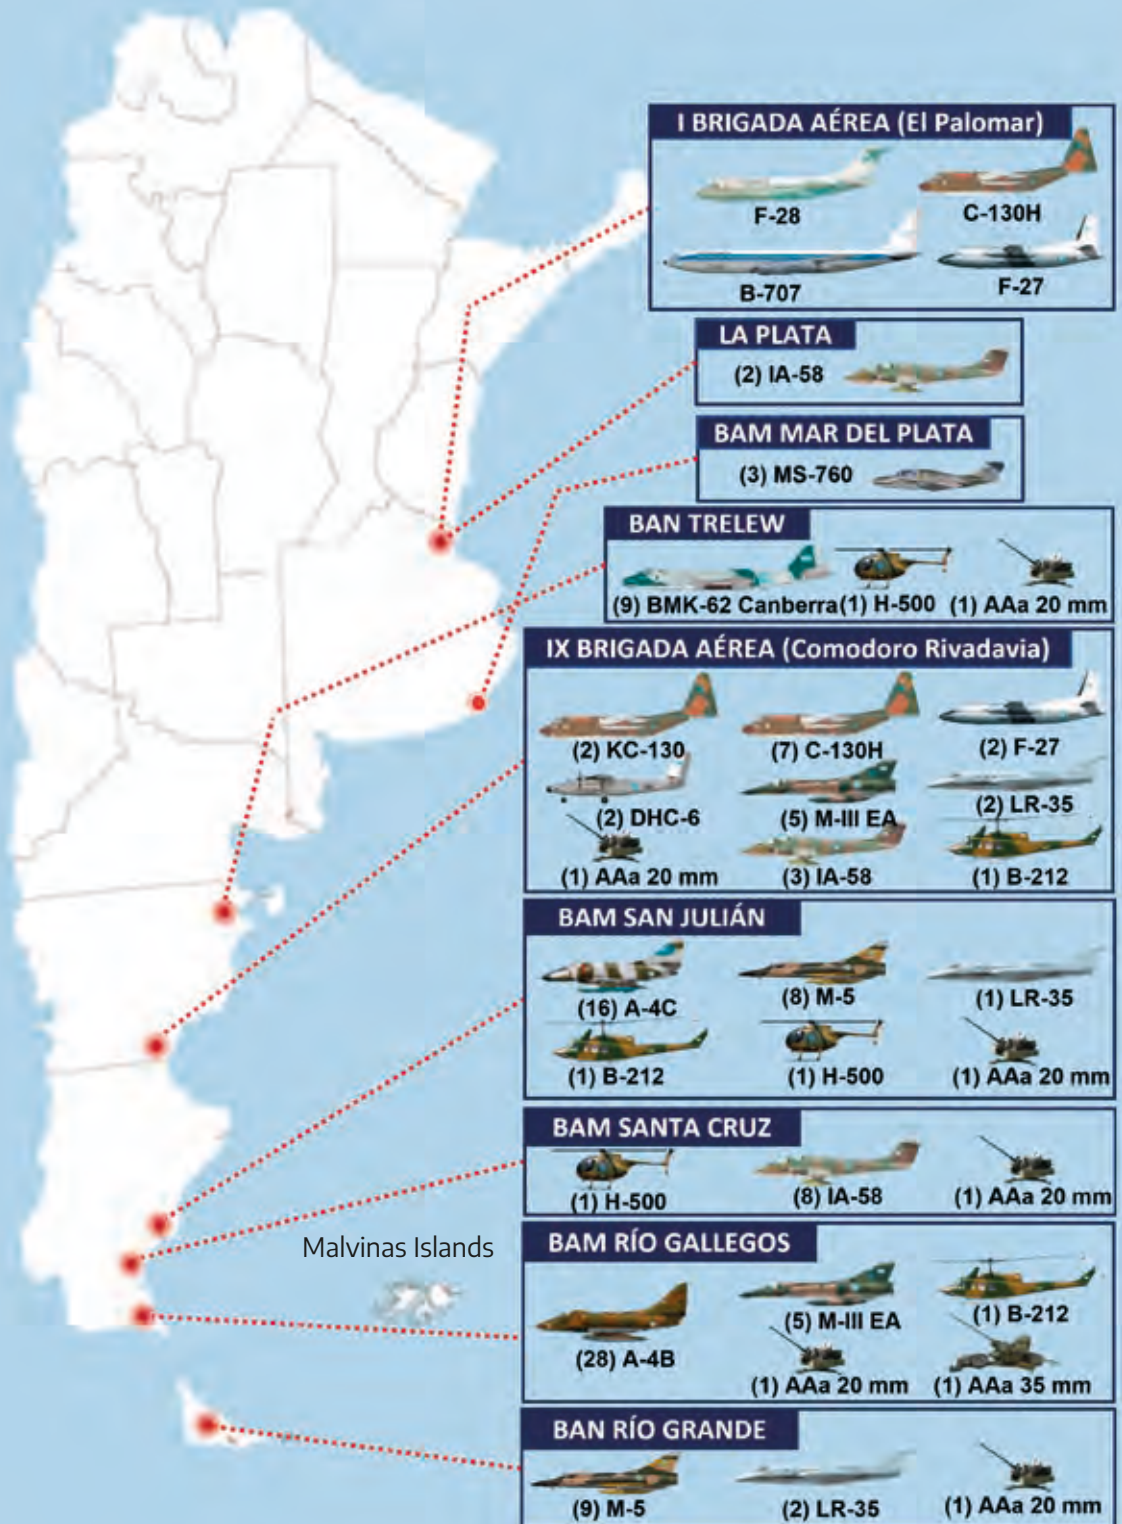 I BRIGADA AÉREA (El Palomar)
F-28
C-130H
B-707
F-27
LA PLATA
(2) IA-58
BAM MAR DEL PLATA
(3) MS-760
BAN TRELEW
(9) BMK-62 Canberra
(1) H-500
(1) AAa 20 mm
IX BRIGADA AÉREA (Comodoro Rivadavia)
(2) KC-130
(7) C-130H
(2) F-27
(2) DHC-6
(5) M-III EA
(2) LR-35
(1) AAa 20 mm
(3) IA-58
(1) B-212
BAM SAN JULIÁN
(16) A-4C
(8) M-5
(1) LR-35
(1) B-212
(1) H-500
(1) AAa 20 mm
BAM SANTA CRUZ
(1) H-500
(8) IA-58
(1) AAa 20 mm
Malvinas Islands
BAM RÍO GALLEGOS
(28) A-4B
(5) M-III EA
(1) B-212
(1) AAa 20 mm
(1) AAa 35 mm
BAN RÍO GRANDE
(9) M-5
(2) LR-35
(1) AAa 20 mm